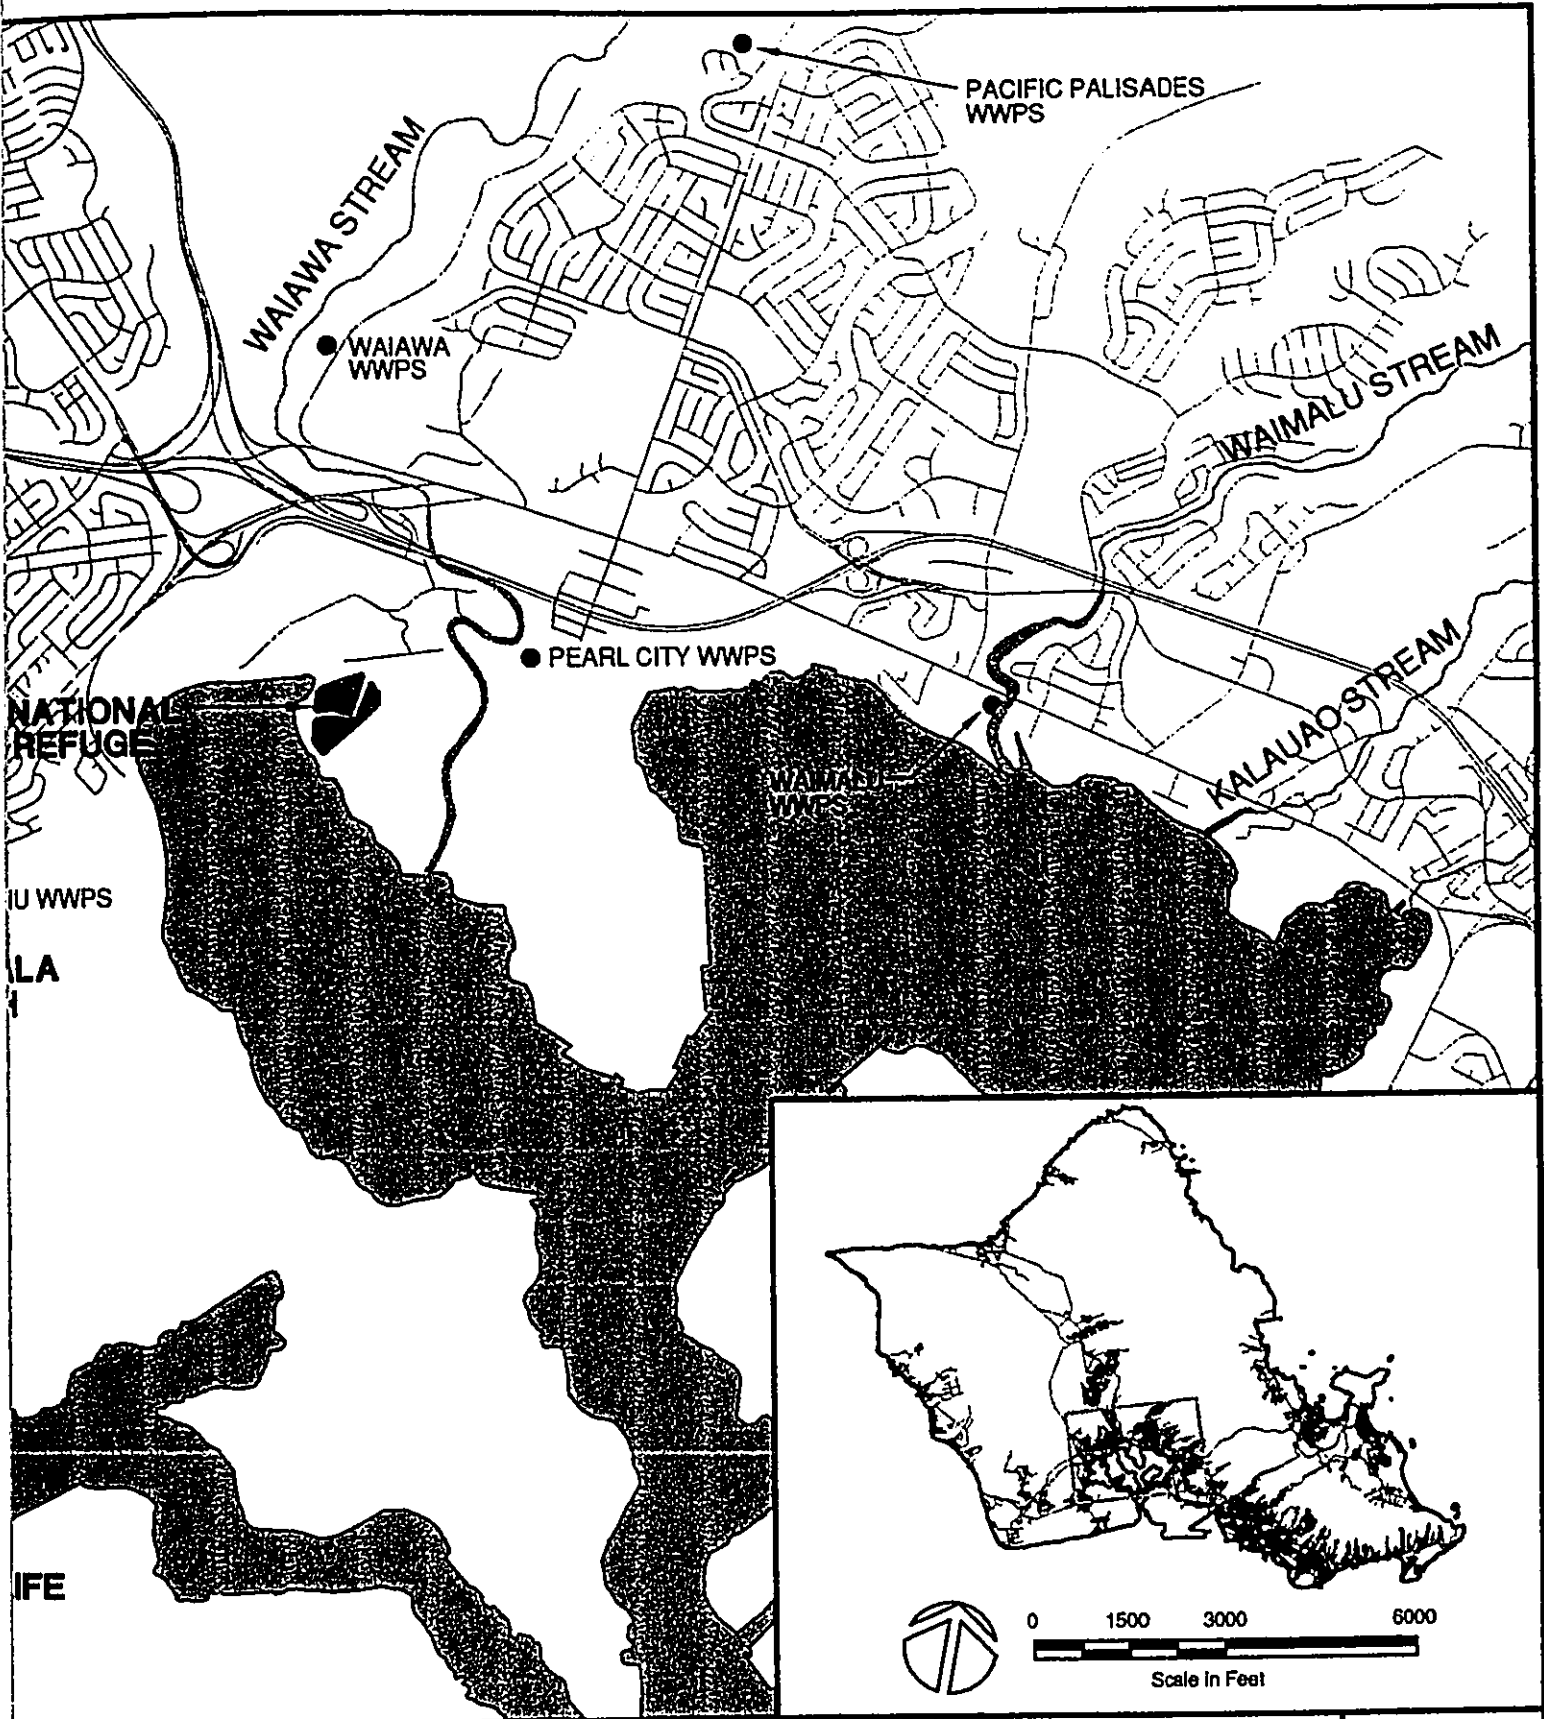 PACIFIC PALISADES
WWPS
WAIAWA STREAM
WAIAWA
WWPS
WAIMALU STREAM
PEARL CITY WWPS
KALAUAO STREAM
NATIONAL
REFUGE
WAIMALU
WWPS
IU WWPS
LA
IFE
0 1500 3000 6000
Scale in Feet